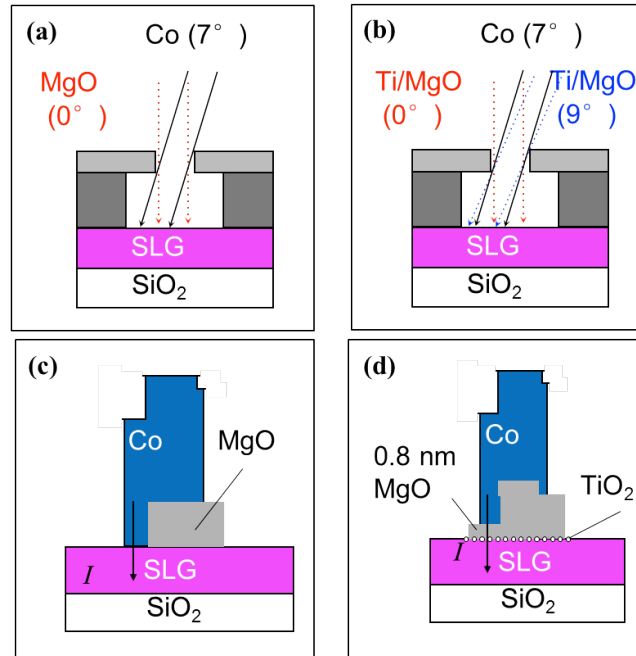 (a)
Co (7°)
MgO
(0°)
SLG
SiO₂
(b)
Co (7°)
Ti/MgO
(0°)
Ti/MgO
(9°)
SLG
SiO₂
(c)
Co
MgO
I
SLG
SiO₂
(d)
Co
0.8 nm
MgO
TiO₂
I
SLG
SiO₂